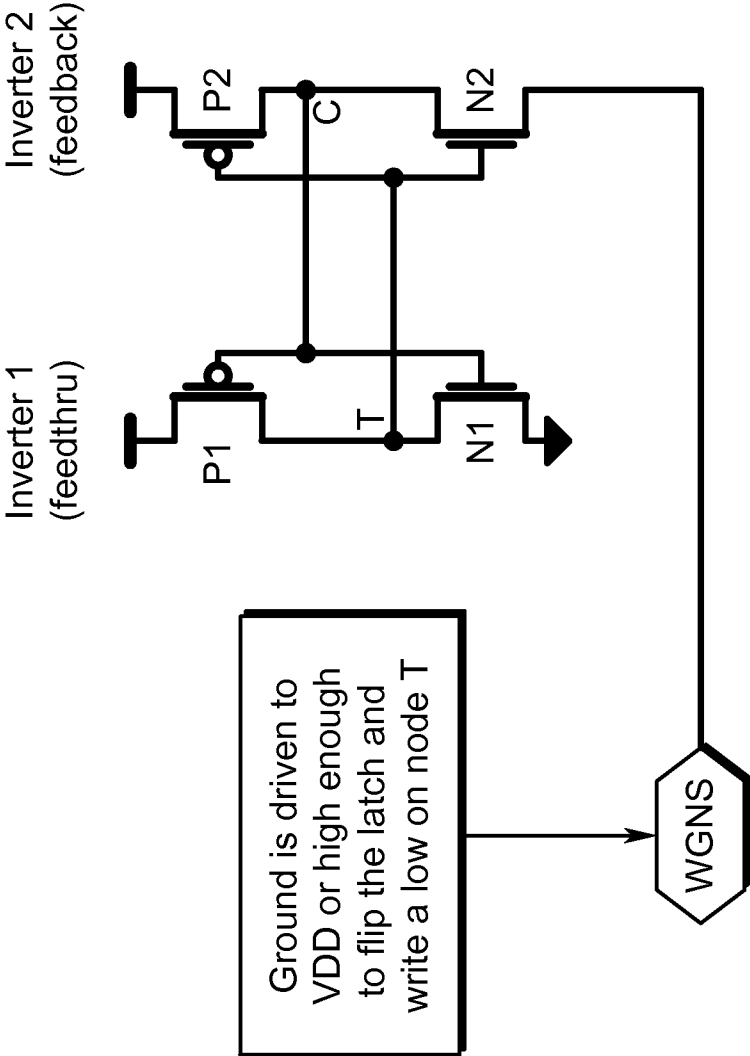 Inverter 1
(feedthru)
Inverter 2
(feedback)
P1
P2
T
C
N1
N2
Ground is driven to
VDD or high enough
to flip the latch and
write a low on node T
WGNS